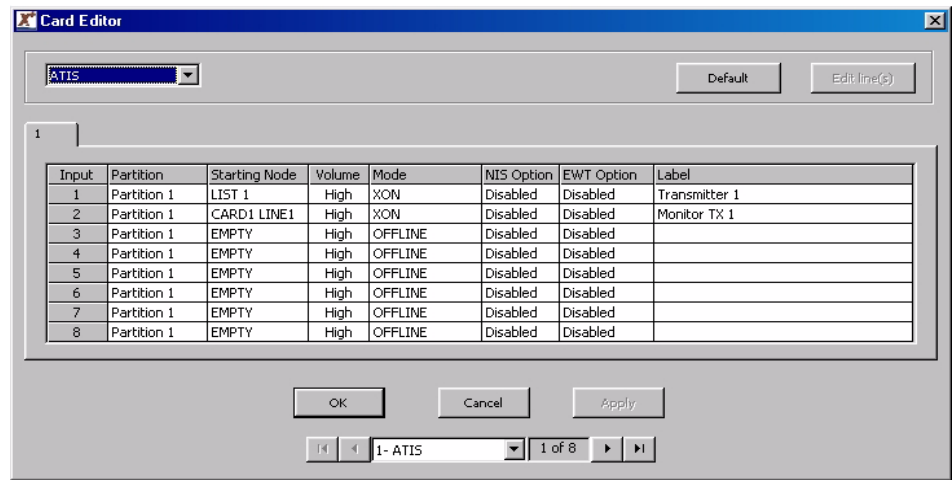 Card Editor
ATIS
Default
Edit line(s)
1
Input Partition Starting Node Volume Mode NIS Option EWT Option Label
1 Partition 1 LIST 1 High XON Disabled Disabled Transmitter 1
2 Partition 1 CARD1 LINE1 High XON Disabled Disabled Monitor TX 1
3 Partition 1 EMPTY High OFFLINE Disabled Disabled
4 Partition 1 EMPTY High OFFLINE Disabled Disabled
5 Partition 1 EMPTY High OFFLINE Disabled Disabled
6 Partition 1 EMPTY High OFFLINE Disabled Disabled
7 Partition 1 EMPTY High OFFLINE Disabled Disabled
8 Partition 1 EMPTY High OFFLINE Disabled Disabled
OK Cancel Apply
1- ATIS 1 of 8